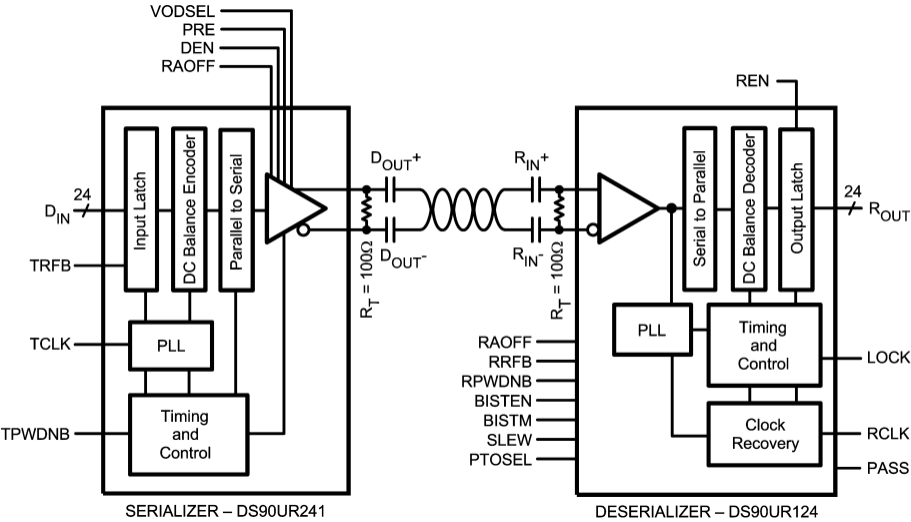 VODSEL
PRE
DEN
RAOFF
REN
24
DIN
TRFB
TCLK
TPWDNB
Input Latch
DC Balance Encoder
Parallel to Serial
PLL
Timing
and
Control
DOUT+
DOUT-
RT = 100Ω
RIN+
RIN-
RT = 100Ω
Serial to Parallel
DC Balance Decoder
Output Latch
24
ROUT
PLL
Timing
and
Control
Clock
Recovery
RAOFF
RRFB
RPWDNB
BISTEN
BISTM
SLEW
PTOSEL
LOCK
RCLK
PASS
SERIALIZER – DS90UR241
DESERIALIZER – DS90UR124